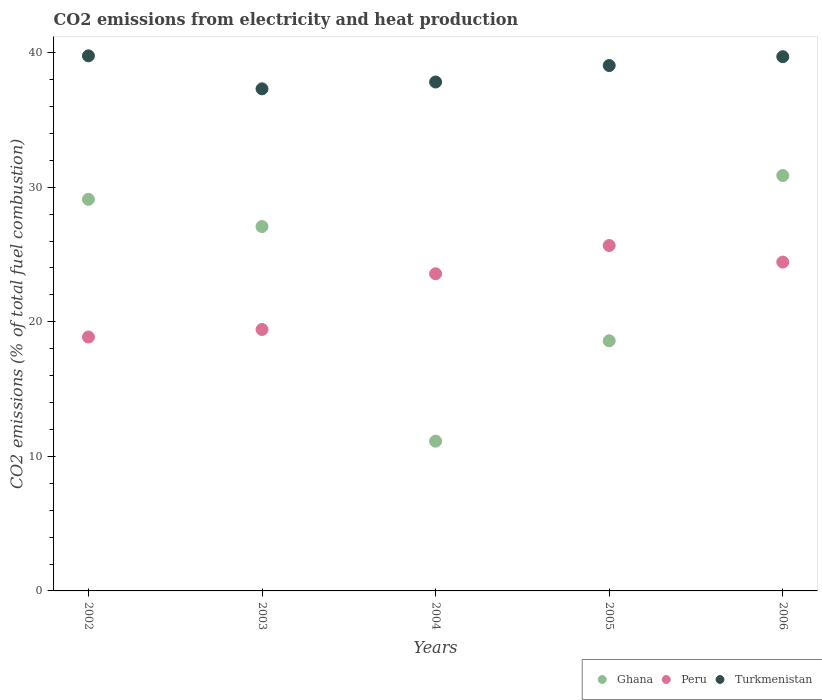 CO2 emissions from electricity and heat production
CO2 emissions (% of total fuel combustion)
40
30
20
10
0
2002
2003
2004
2005
2006
Years
Ghana
Peru
Turkmenistan